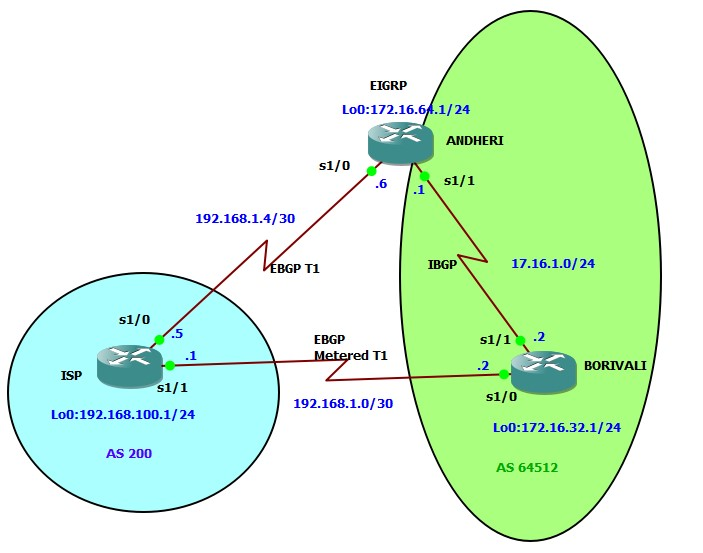 EIGRP
Lo0:172.16.64.1/24
ANDHERI
s1/0
.6
.1
s1/1
192.168.1.4/30
EBGP T1
IBGP
17.16.1.0/24
s1/0
.5
.1
ISP
s1/1
EBGP
Metered T1
s1/1
.2
.2
BORIVALI
s1/0
192.168.1.0/30
Lo0:192.168.100.1/24
Lo0:172.16.32.1/24
AS 200
AS 64512